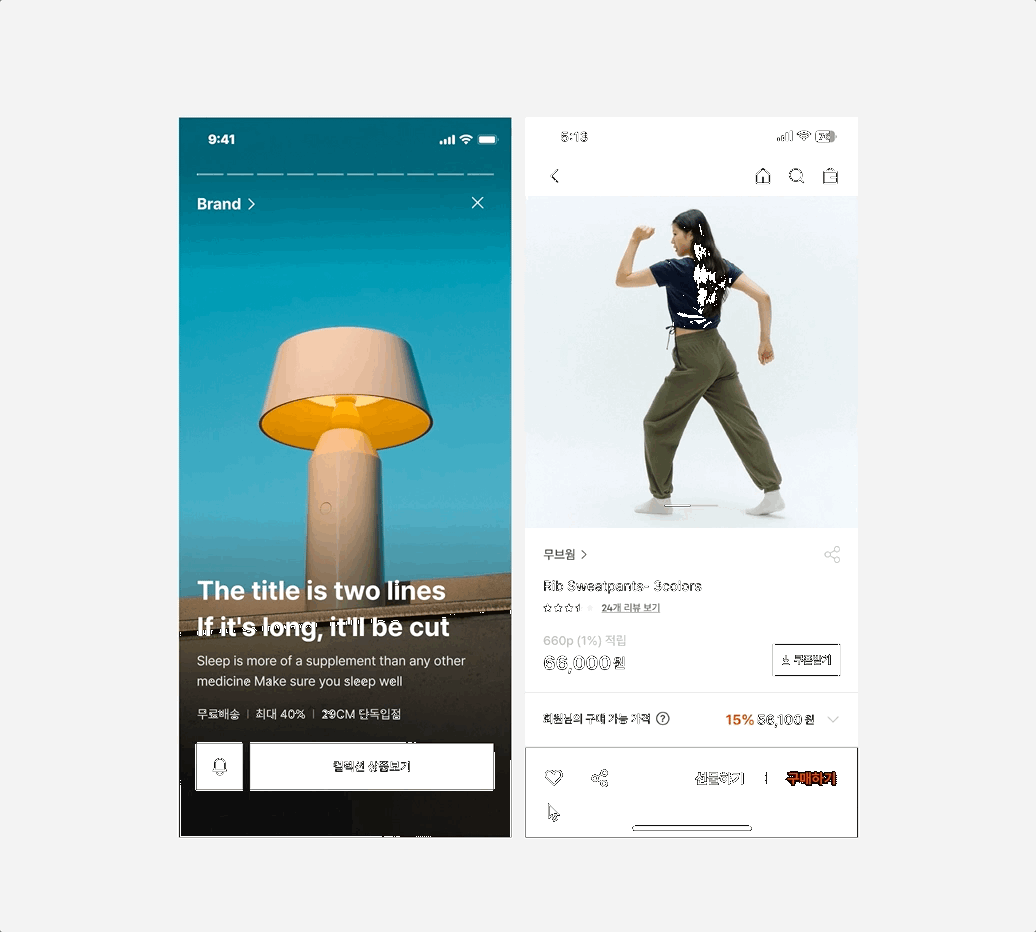 9:41
Brand
The title is two lines
If it's long, it'll be cut
Sleep is more of a supplement than any other
medicine Make sure you sleep well
무료배송 | 최대 40% | 29CM 단독입점
컬렉션 상품보기
5:13
무브웜
Rib Sweatpants- 3colors
24개 리뷰 보기
660p (1%) 적립
66,000원
쿠폰받기
회원님의 구매 가능 가격
15% 56,100원
선물하기 | 구매하기